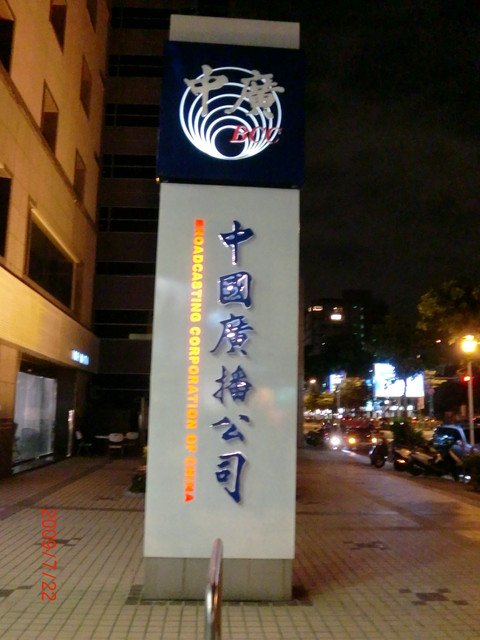 中廣
BCC
中國廣播公司
BROADCASTING CORPORATION OF CHINA
2009/7/22